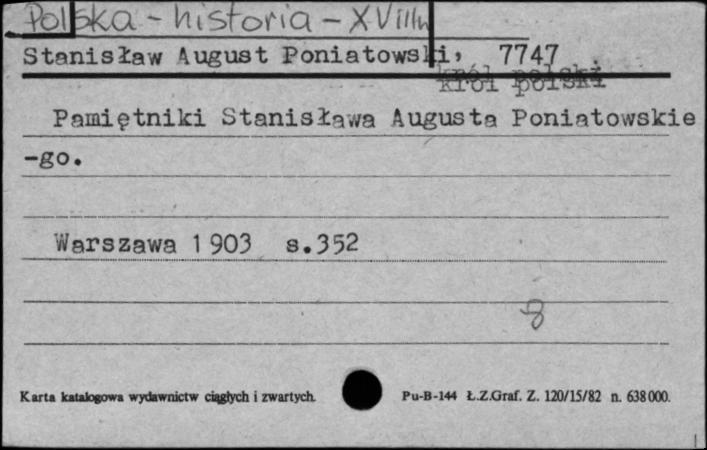 Polska - historia - XVIIIw
Stanisław August Poniatowski, 7747
król polski
Pamiętniki Stanisława Augusta Poniatowskie
-go.
Warszawa 1903 s.352
8
Karta katalogowa wydawnictw ciągłych i zwartych.
Pu-B-144 Ł.Z.Graf. Z. 120/15/82 n. 638000.